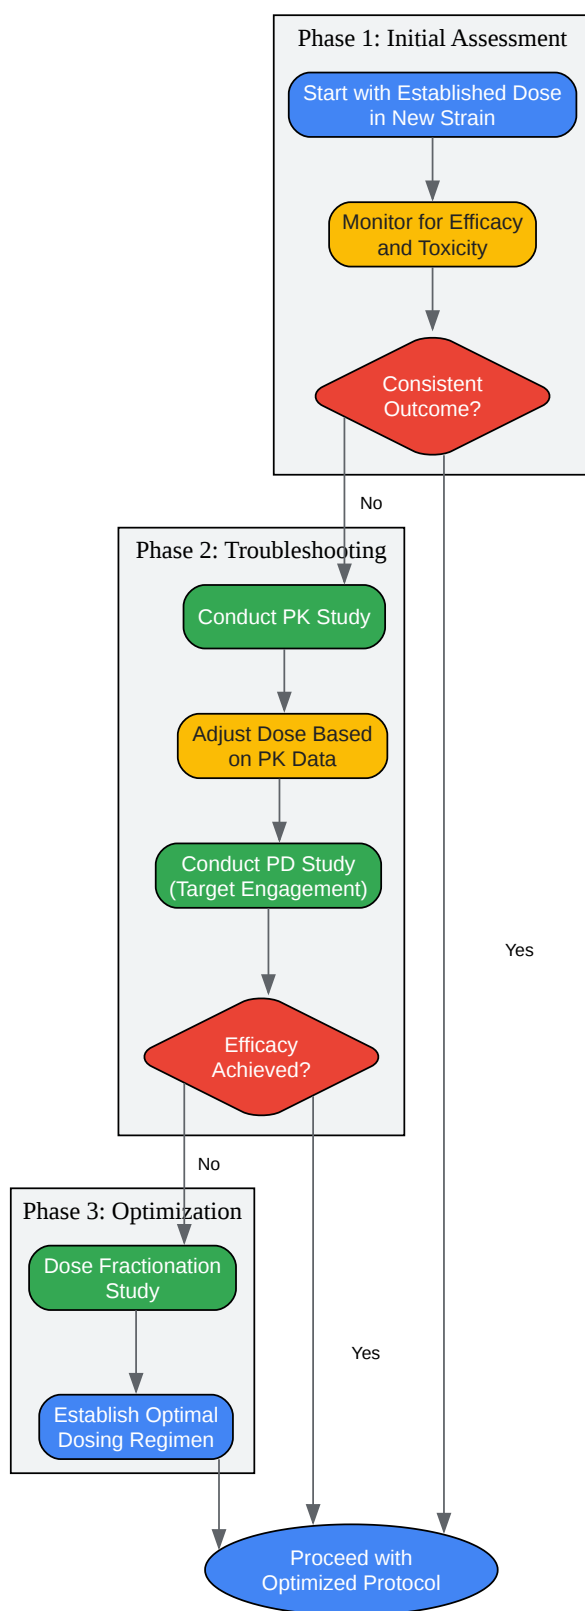 Phase 1: Initial Assessment
Start with Established Dose
in New Strain
Monitor for Efficacy
and Toxicity
Consistent
Outcome?
No
Phase 2: Troubleshooting
Conduct PK Study
Adjust Dose Based
on PK Data
Conduct PD Study
(Target Engagement)
Yes
Efficacy
Achieved?
No
Phase 3: Optimization
Dose Fractionation
Study
Yes
Establish Optimal
Dosing Regimen
Proceed with
Optimized Protocol